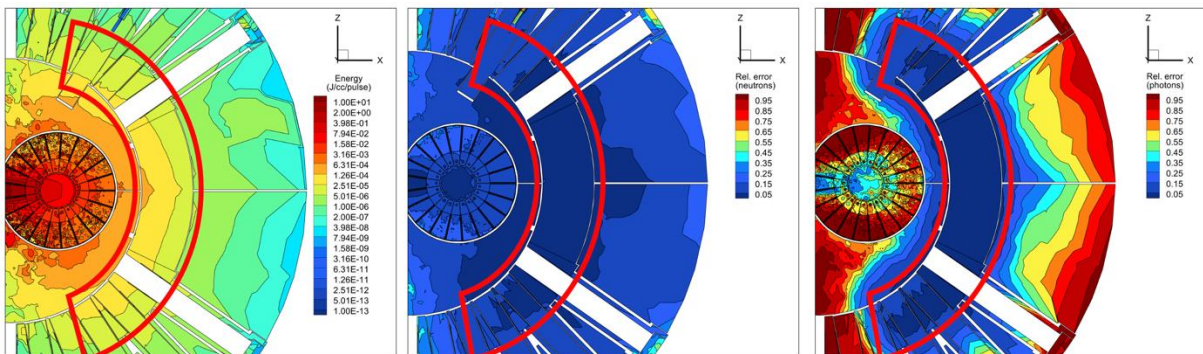 Z
X
Energy
(J/cc/pulse)
1.00E+01
2.00E+00
3.98E-01
7.94E-02
1.58E-02
3.16E-03
6.31E-04
1.26E-04
2.51E-05
5.01E-06
1.00E-06
2.00E-07
3.98E-08
7.94E-09
1.58E-09
3.16E-10
6.31E-11
1.26E-11
2.51E-12
5.01E-13
1.00E-13
Z
X
Rel. error
(neutrons)
0.95
0.85
0.75
0.65
0.55
0.45
0.35
0.25
0.15
0.05
Z
X
Rel. error
(photons)
0.95
0.85
0.75
0.65
0.55
0.45
0.35
0.25
0.15
0.05